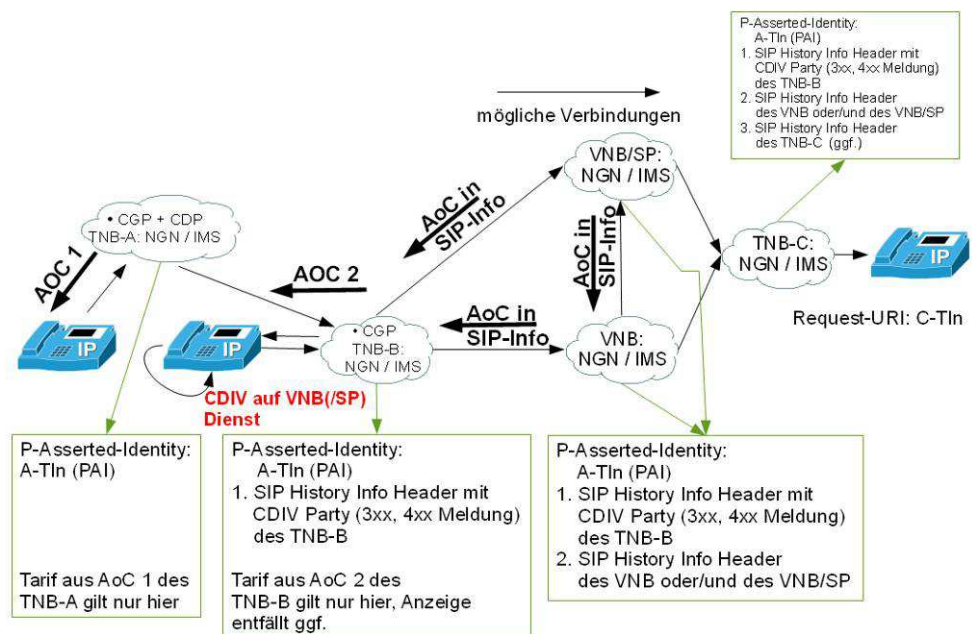 P-Asserted-Identity:
A-Tln (PAI)
1. SIP History Info Header mit
CDIV Party (3xx, 4xx Meldung)
des TNB-B
2. SIP History Info Header
des VNB oder/und des VNB/SP
3. SIP History Info Header
des TNB-C (ggf.)
mögliche Verbindungen
VNB/SP:
NGN / IMS
AoC in
SIP-Info
• CGP + CDP
TNB-A: NGN / IMS
AOC 1
AOC 2
AoC in
SIP-Info
TNB-C:
NGN / IMS
IP
Request-URI: C-Tln
IP
IP
• CGP
TNB-B:
NGN / IMS
AoC in
SIP-Info
VNB:
NGN / IMS
CDIV auf VNB(/SP)
Dienst
P-Asserted-Identity:
A-Tln (PAI)
Tarif aus AoC 1 des
TNB-A gilt nur hier
P-Asserted-Identity:
A-Tln (PAI)
1. SIP History Info Header mit
CDIV Party (3xx, 4xx Meldung)
des TNB-B
Tarif aus AoC 2 des
TNB-B gilt nur hier, Anzeige
entfällt ggf.
P-Asserted-Identity:
A-Tln (PAI)
1. SIP History Info Header mit
CDIV Party (3xx, 4xx Meldung)
des TNB-B
2. SIP History Info Header
des VNB oder/und des VNB/SP